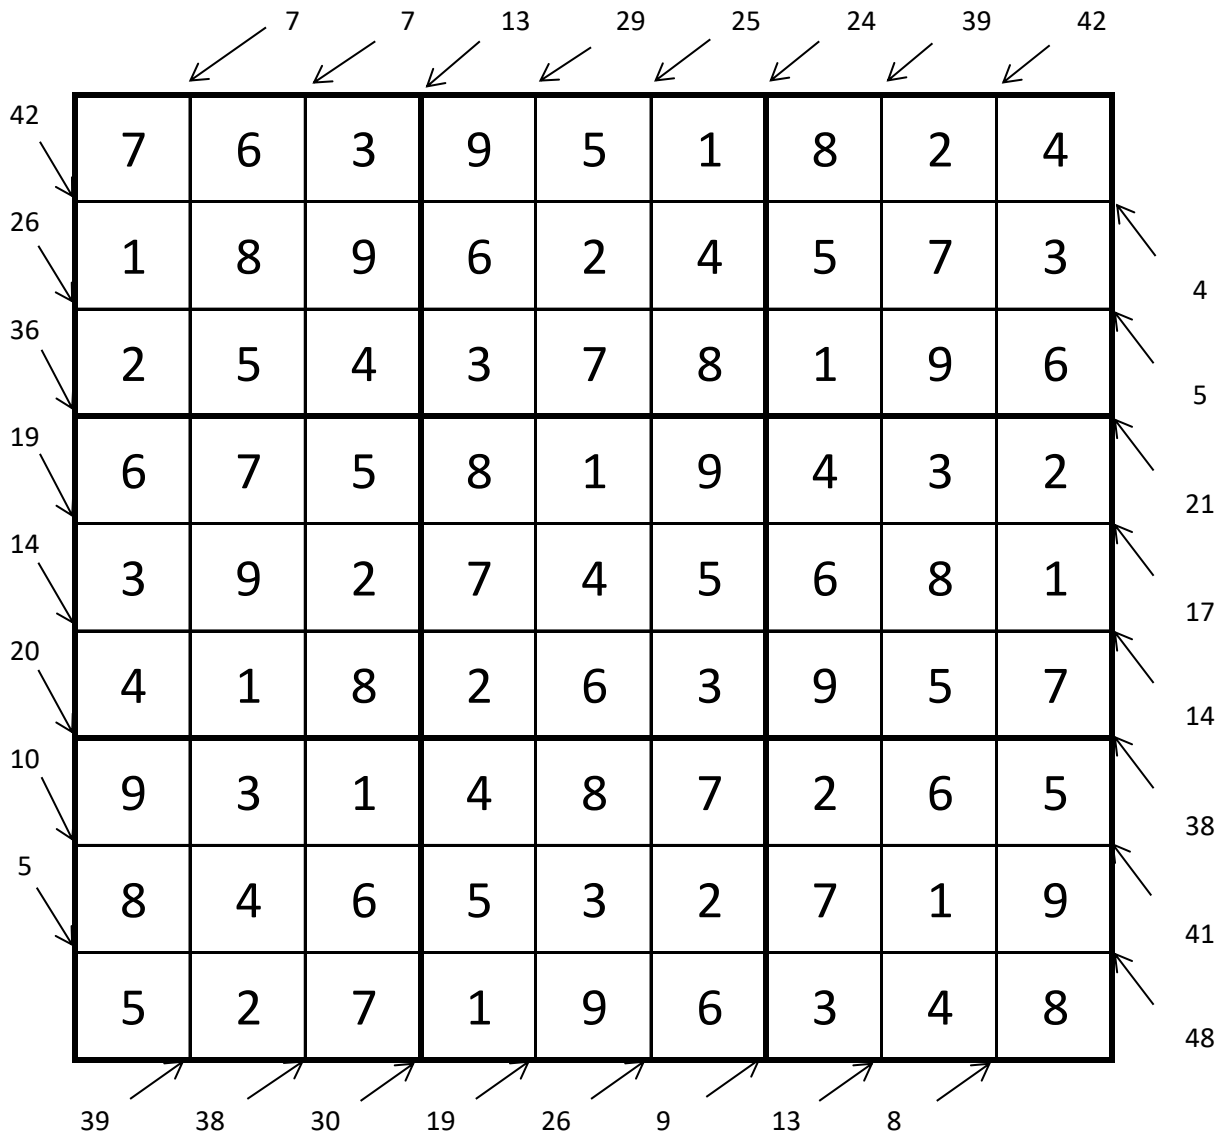 7 7 13 29 25 24 39 42
42 7 6 3 9 5 1 8 2 4
26 1 8 9 6 2 4 5 7 3
4
36 2 5 4 3 7 8 1 9 6
5
19 6 7 5 8 1 9 4 3 2
21
14 3 9 2 7 4 5 6 8 1
17
20 4 1 8 2 6 3 9 5 7
14
10 9 3 1 4 8 7 2 6 5
38
5 8 4 6 5 3 2 7 1 9
41
5 2 7 1 9 6 3 4 8
48
39 38 30 19 26 9 13 8